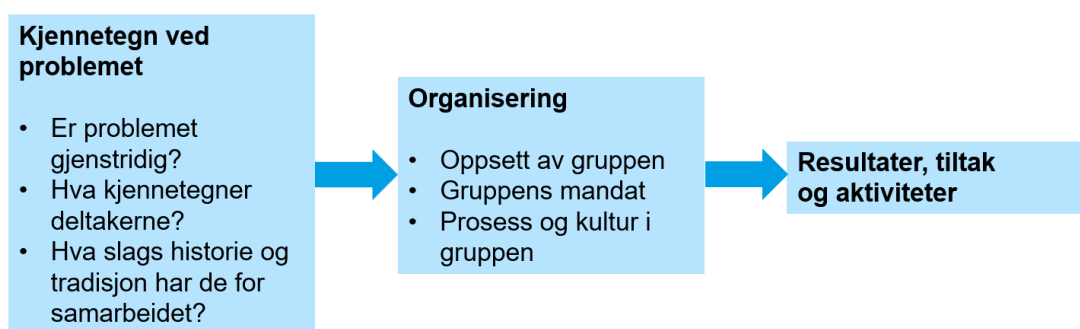 Kjennetegn ved
problemet
• Er problemet
gjenstridig?
• Hva kjennetegner
deltakerne?
• Hva slags historie og
tradisjon har de for
samarbeidet?
Organisering
• Oppsett av gruppen
• Gruppens mandat
• Prosess og kultur i
gruppen
Resultater, tiltak
og aktiviteter